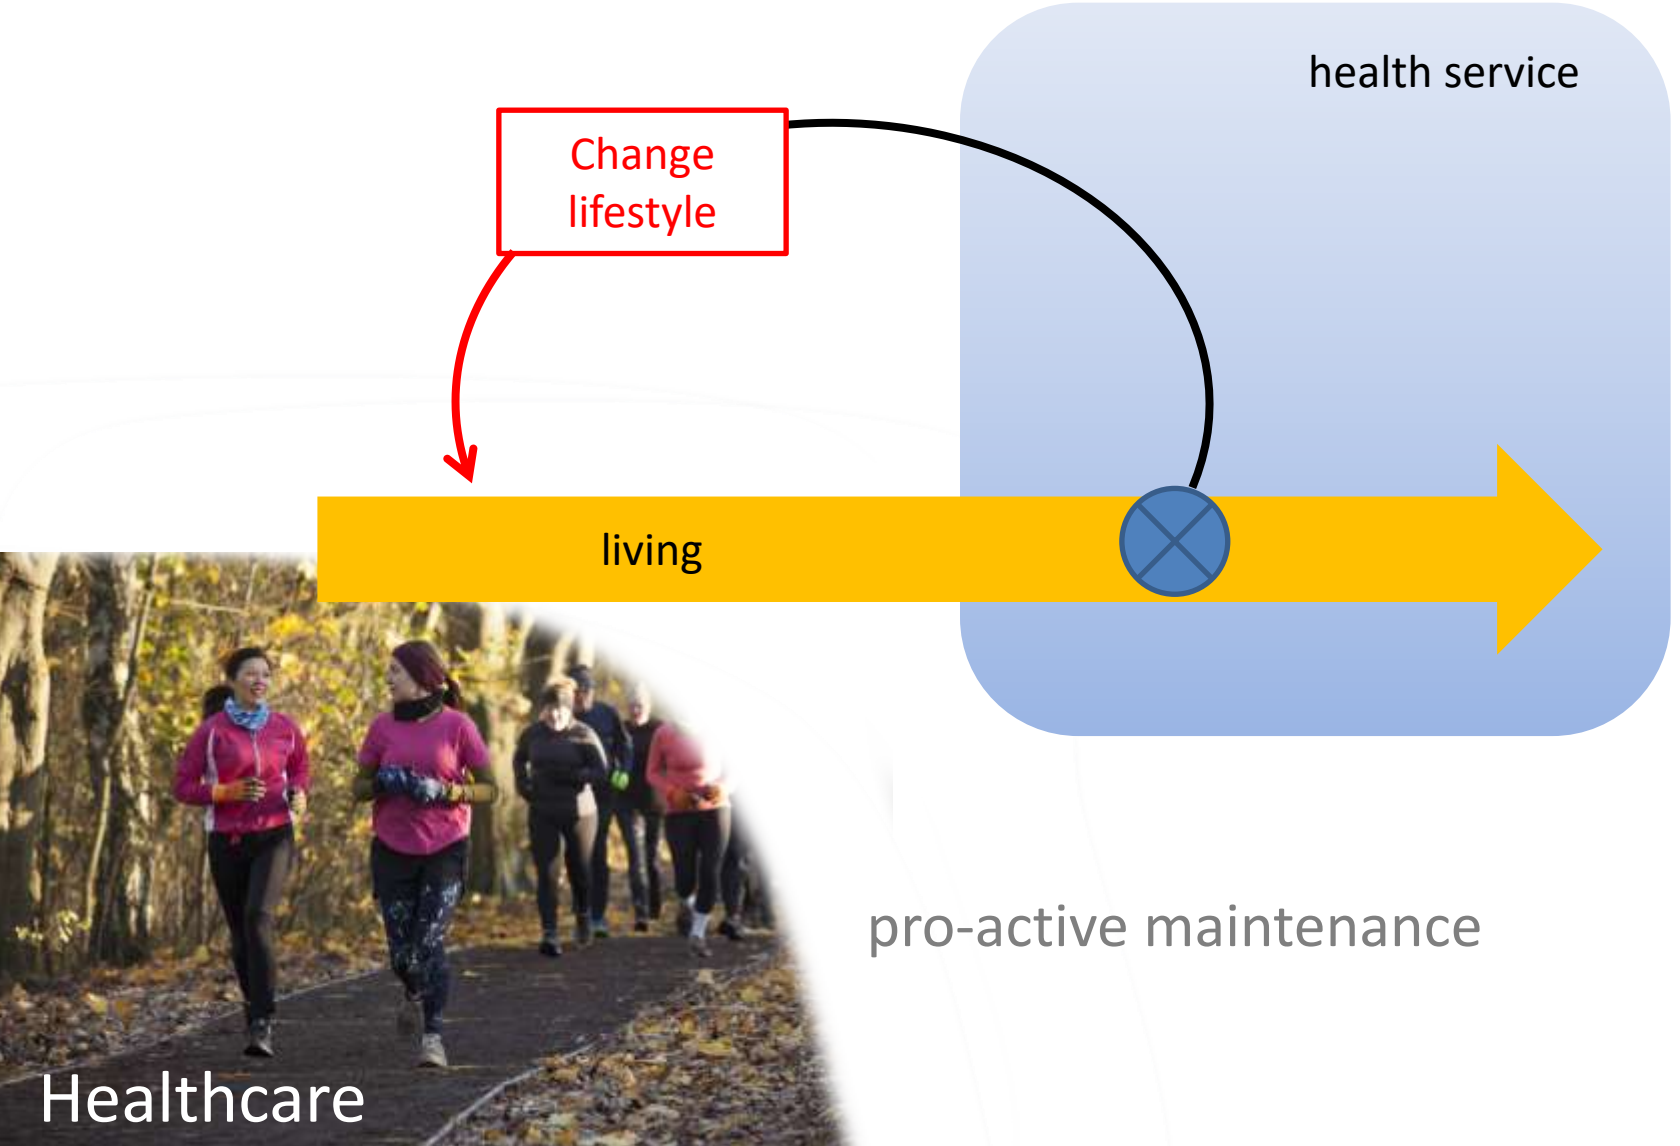 health service
Change
lifestyle
living
pro-active maintenance
Healthcare